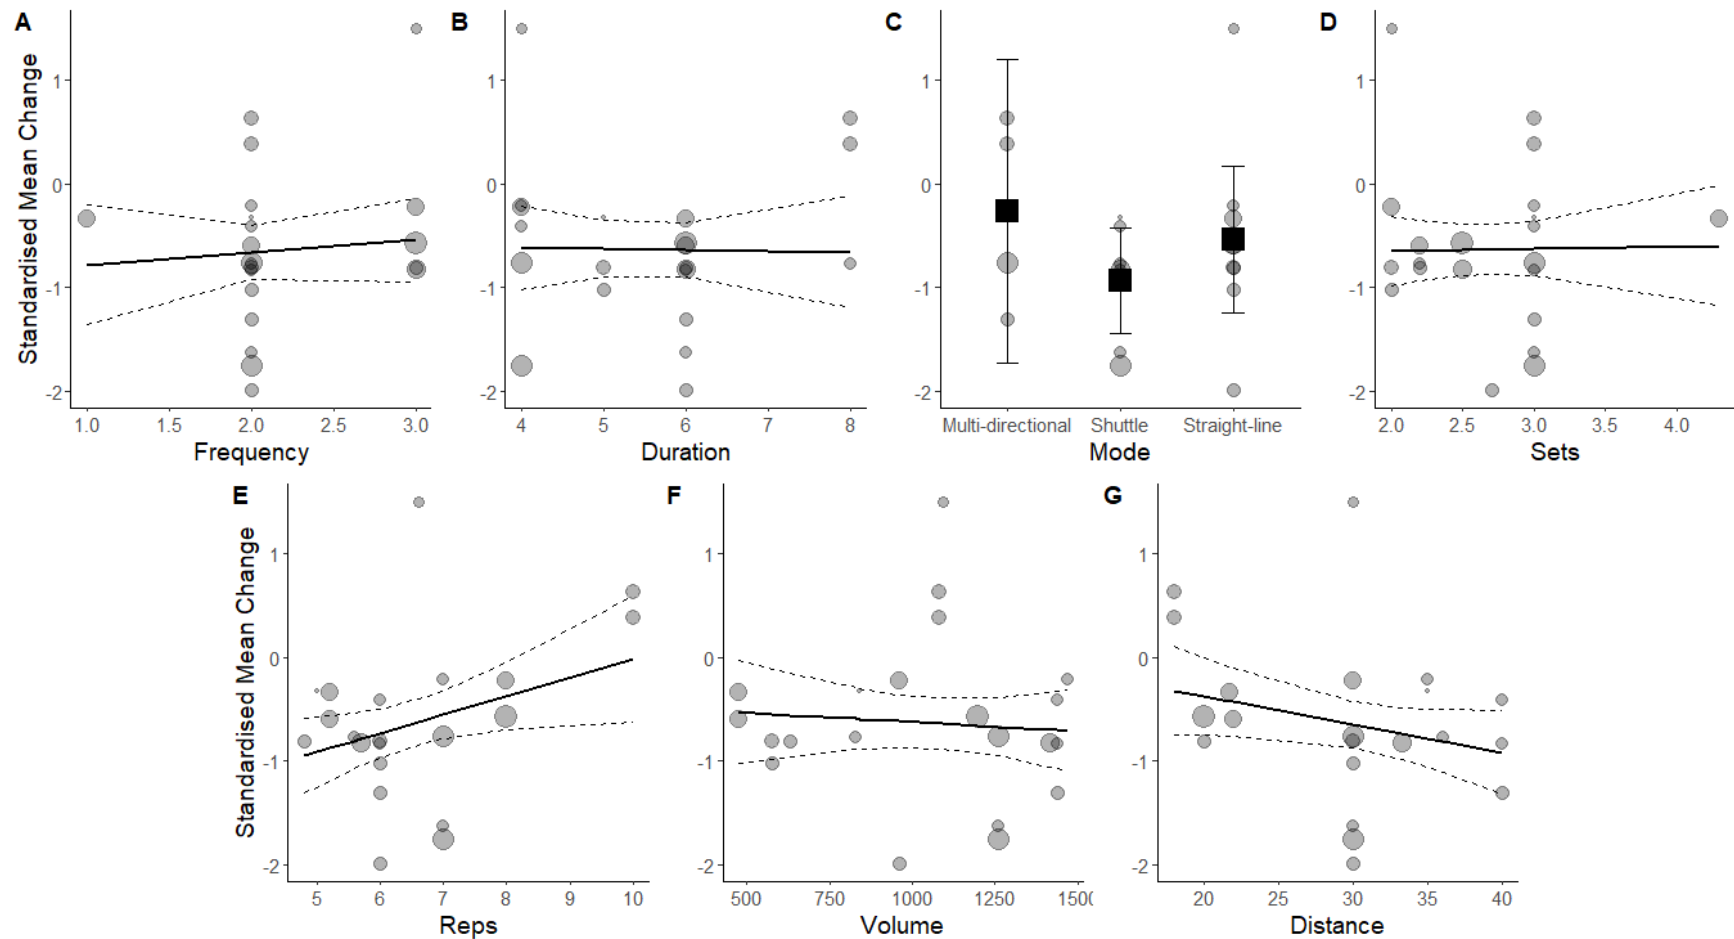 A
B
C
D
Standardised Mean Change
1
0
-1
-2
1.0 1.5 2.0 2.5 3.0
Frequency
1
0
-1
-2
4 5 6 7 8
Duration
1
0
-1
-2
Multi-directional Shuttle Straight-line
Mode
1
0
-1
-2
2.0 2.5 3.0 3.5 4.0
Sets
E
F
G
Standardised Mean Change
1
0
-1
-2
5 6 7 8 9 10
Reps
1
0
-1
-2
500 750 1000 1250 1500
Volume
1
0
-1
-2
20 25 30 35 40
Distance